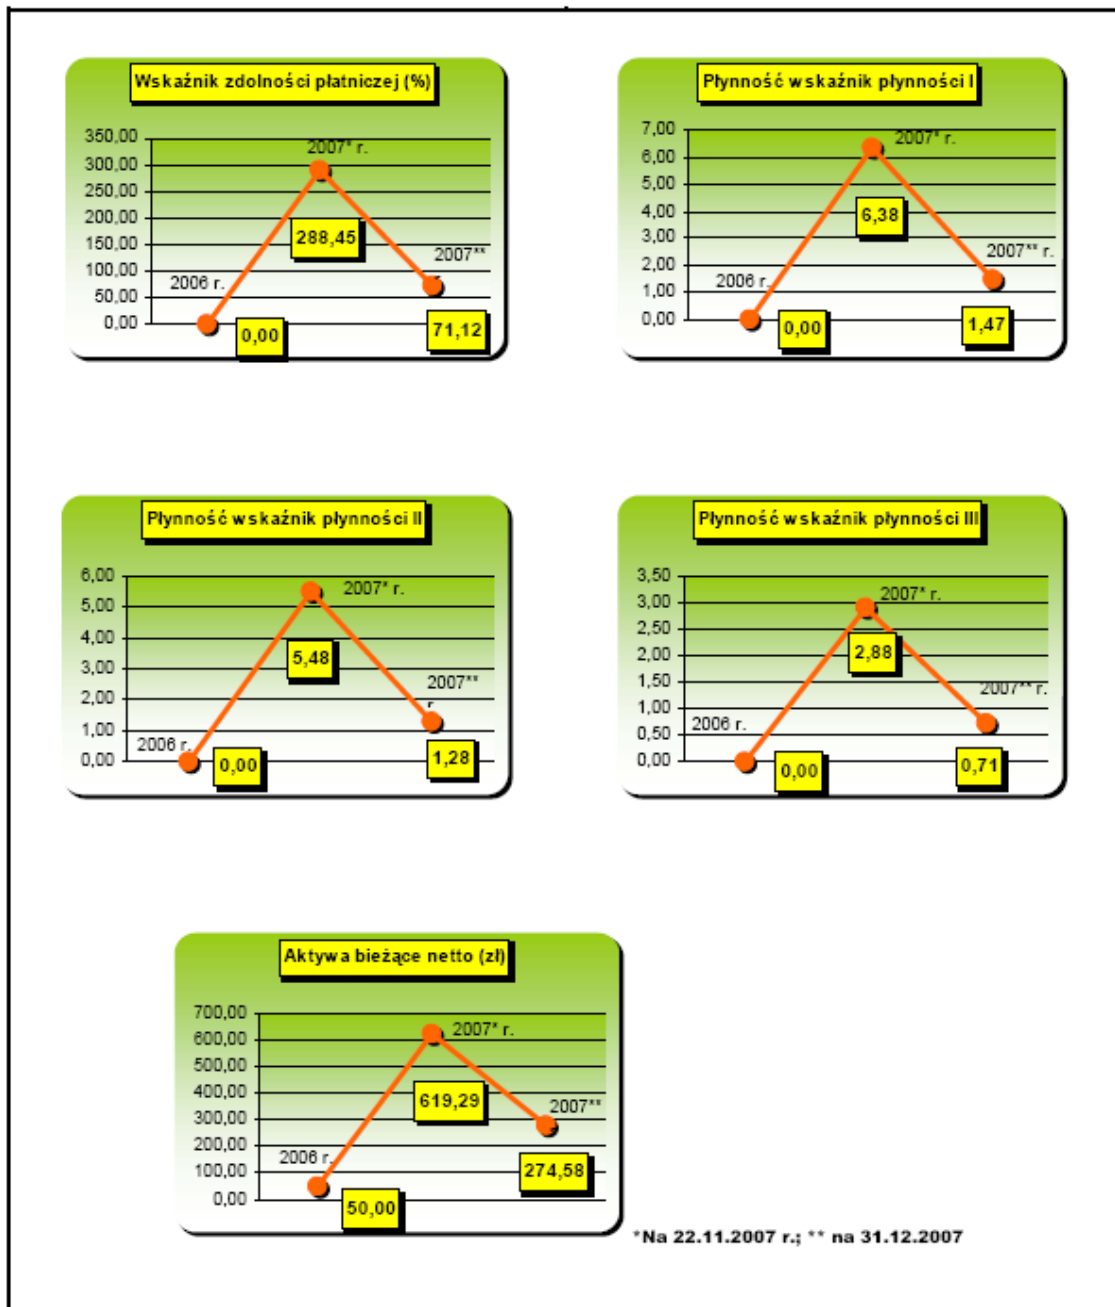 Wskaźnik zdolności płatniczej (%)
350,00
300,00
250,00
200,00
150,00
100,00
50,00
0,00
2007* r.
288,45
2007**
r.
2006 r.
0,00
71,12
Płynność wskaźnik płynności I
7,00
6,00
5,00
4,00
3,00
2,00
1,00
0,00
2007* r.
6,38
2007** r.
2006 r.
0,00
1,47
Płynność wskaźnik płynności II
6,00
5,00
4,00
3,00
2,00
1,00
0,00
2007* r.
5,48
2007**
r.
2006 r.
0,00
1,28
Płynność wskaźnik płynności III
3,50
3,00
2,50
2,00
1,50
1,00
0,50
0,00
2007* r.
2,88
2007** r.
2006 r.
0,00
0,71
Aktywa bieżące netto (zł)
700,00
600,00
500,00
400,00
300,00
200,00
100,00
0,00
2007* r.
619,29
2007**
2006 r.
274,58
50,00
*Na 22.11.2007 r.; ** na 31.12.2007